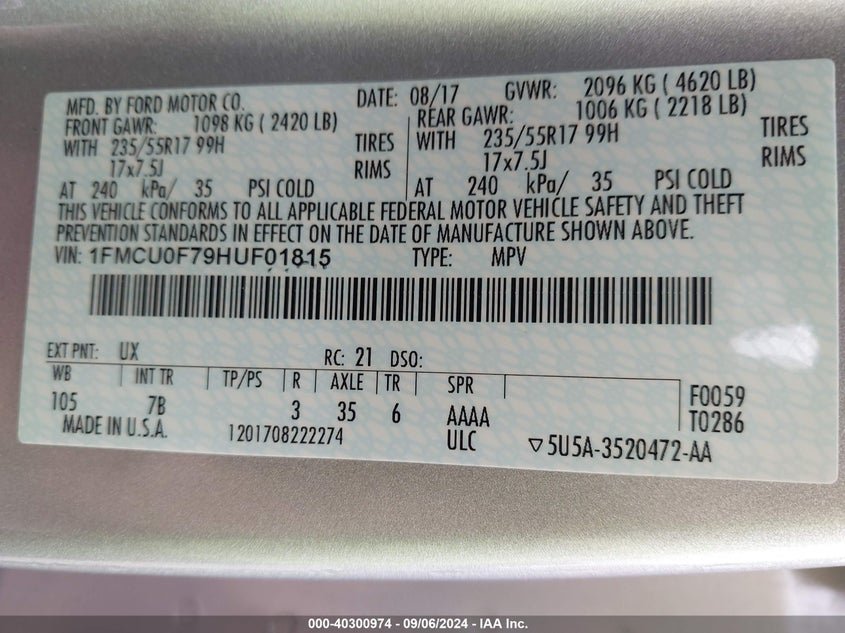 MFD. BY FORD MOTOR CO. DATE: 08/17 GVWR: 2096 KG ( 4620 LB)
FRONT GAWR: 1098 KG ( 2420 LB) REAR GAWR: 1006 KG ( 2218 LB)
WITH 235/55R17 99H TIRES WITH 235/55R17 99H TIRES
17x7.5J RIMS 17x7.5J RIMS
AT 240 kPa/ 35 PSI COLD AT 240 kPa/ 35 PSI COLD
THIS VEHICLE CONFORMS TO ALL APPLICABLE FEDERAL MOTOR VEHICLE SAFETY AND THEFT
PREVENTION STANDARDS IN EFFECT ON THE DATE OF MANUFACTURE SHOWN ABOVE.
VIN: 1FMCU0F79HUF01815 TYPE: MPV
EXT PNT: UX RC: 21 DSO:
WB INT TR TP/PS R AXLE TR SPR F0059
105 7B 3 35 6 AAAA T0286
MADE IN U.S.A. 1201708222274 ULC ▽5U5A-3520472-AA
000-40300974 - 09/06/2024 - IAA Inc.